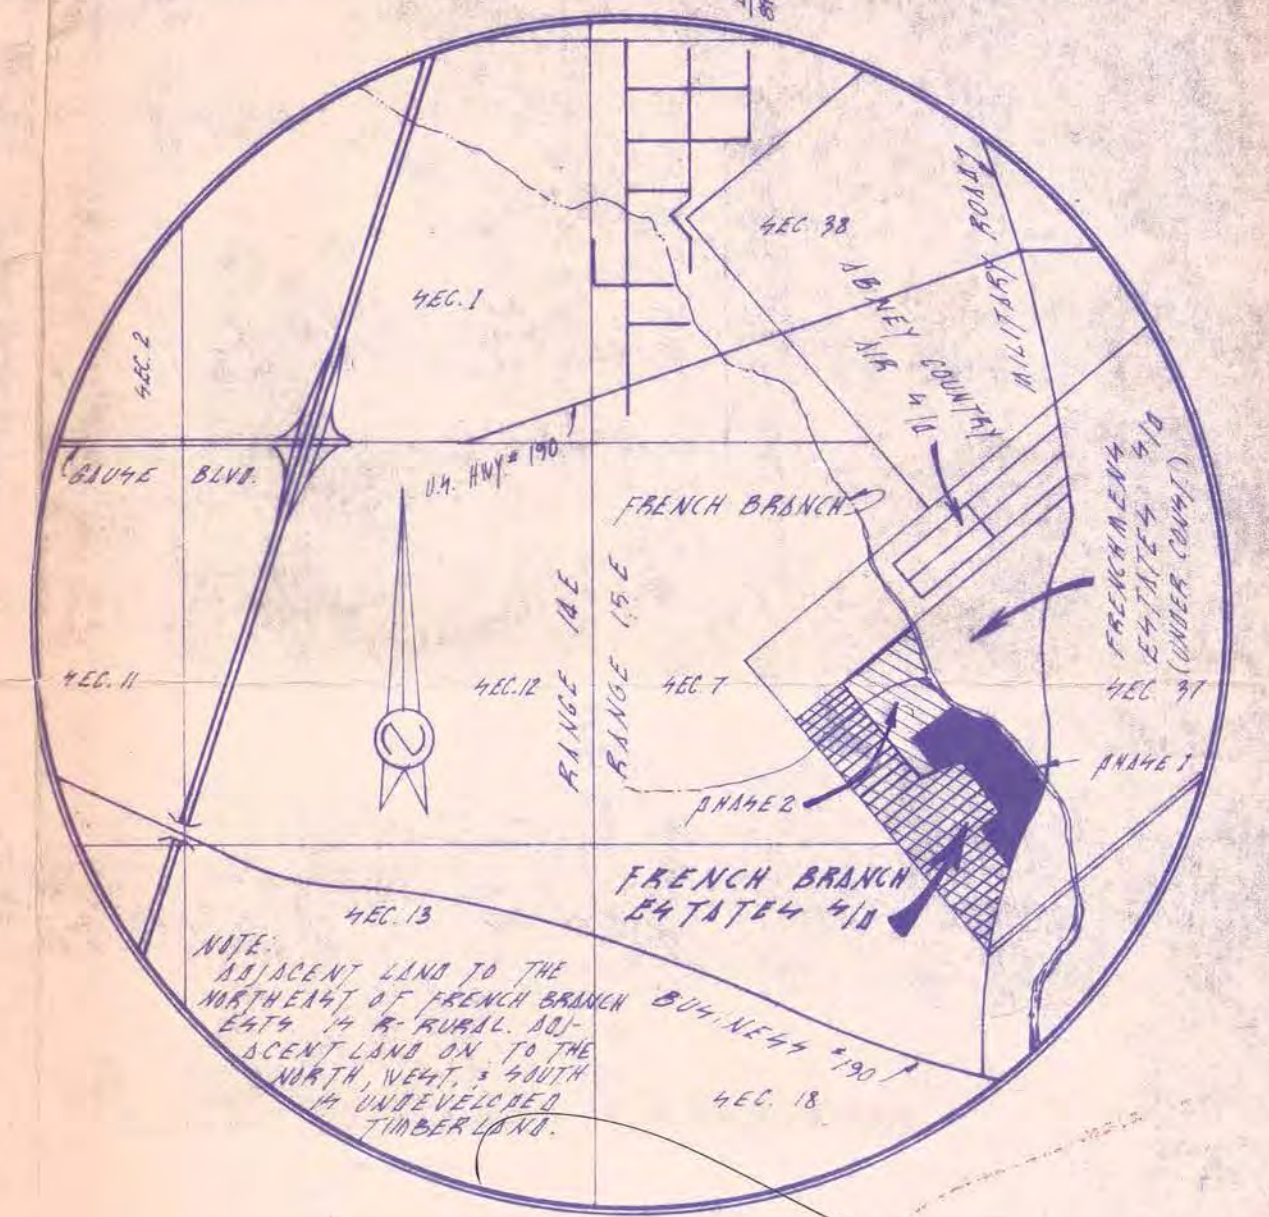 SEC. 38
MILITARY ROAD
SEC. 1
ABNEY COUNTRY
AIR S/D
SEC. 2
U.S. HWY # 190
GAUSE BLVD.
FRENCH BRANCH
FRENCHMENS
ESTATES S/D
(UNDER CONST.)
RANGE 14 E
RANGE 15 E
SEC. 11
SEC. 12
SEC 7
SEC 37
PHASE 1
PHASE 2
FRENCH BRANCH
ESTATES S/D
SEC. 13
NOTE:
ADJACENT LAND TO THE
NORTHEAST OF FRENCH BRANCH
ESTS IS R-RURAL. ADJ-
ACENT LAND ON TO THE
NORTH, WEST, & SOUTH
IS UNDEVELOPED
TIMBERLAND.
BUSINESS #190
SEC. 18